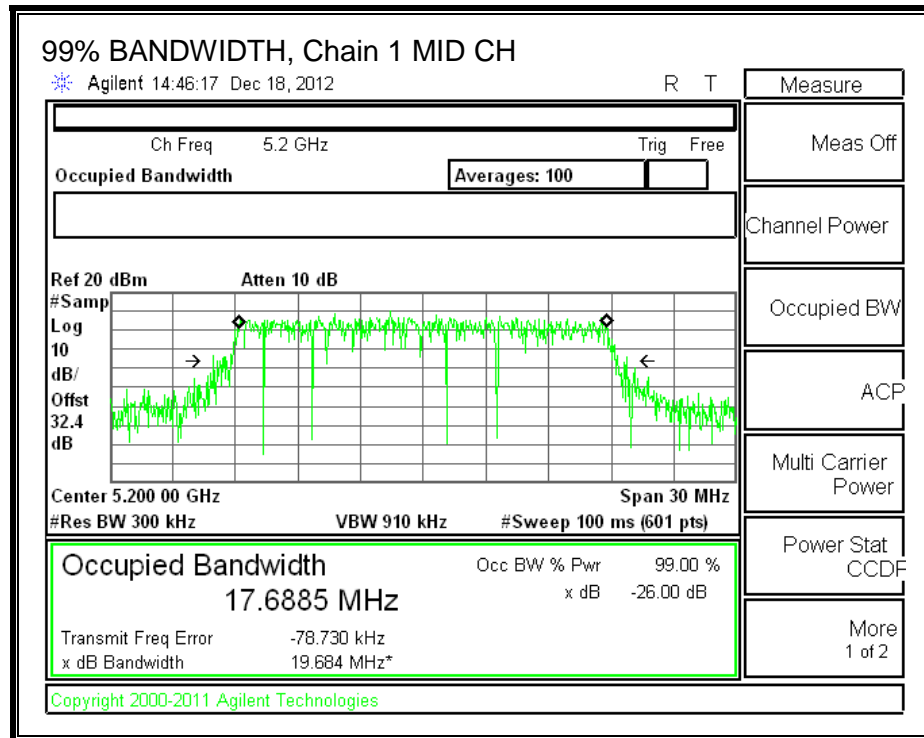 99% BANDWIDTH, Chain 1 MID CH
Agilent 14:46:17 Dec 18, 2012 R T
Measure
Ch Freq 5.2 GHz Trig Free
Meas Off
Occupied Bandwidth Averages: 100
Channel Power
Ref 20 dBm Atten 10 dB
#Samp
Log
10
dB/
Offst
32.4
dB
Occupied BW
ACP
Multi Carrier
Power
Center 5.200 00 GHz Span 30 MHz
#Res BW 300 kHz VBW 910 kHz #Sweep 100 ms (601 pts)
Power Stat
CCDF
Occupied Bandwidth Occ BW % Pwr 99.00 %
17.6885 MHz x dB -26.00 dB
Transmit Freq Error -78.730 kHz
x dB Bandwidth 19.684 MHz*
More
1 of 2
Copyright 2000-2011 Agilent Technologies